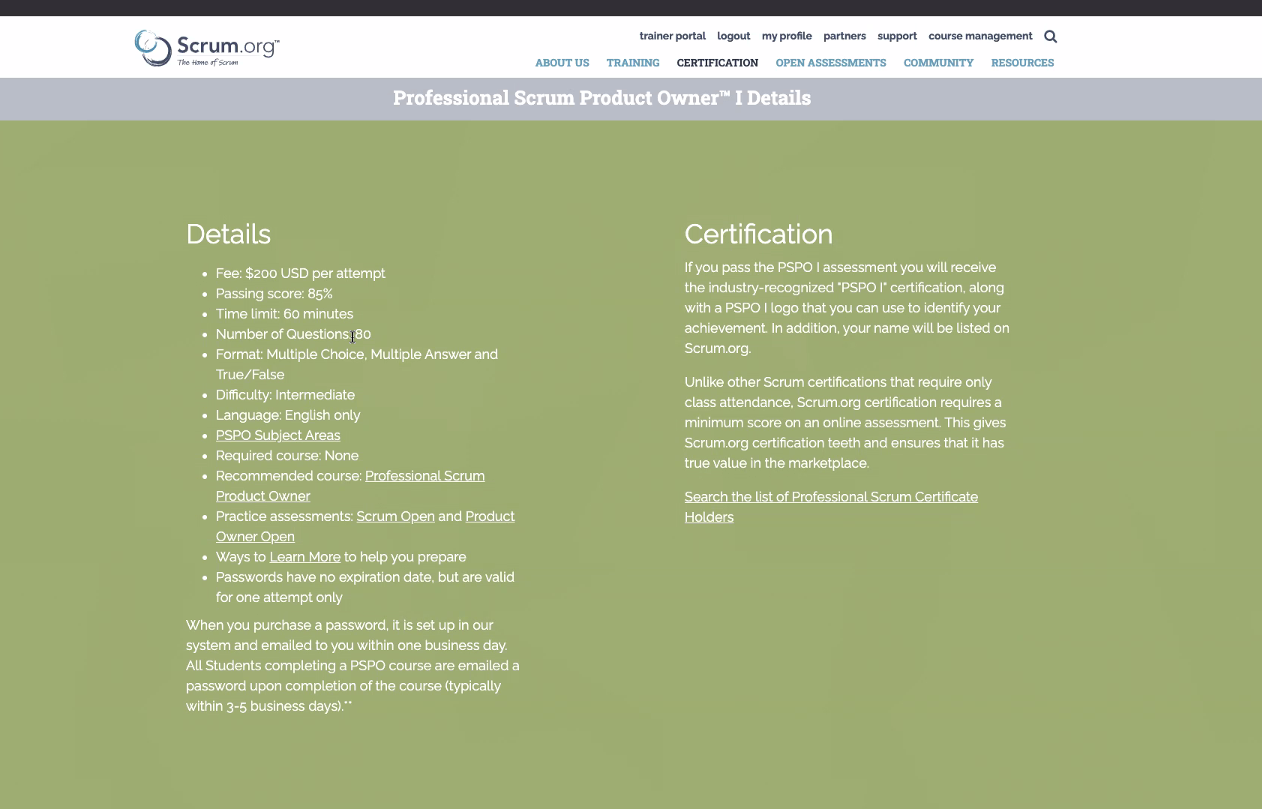 Scrum.org™
The Home of Scrum
trainer portal logout my profile partners support course management
ABOUT US TRAINING CERTIFICATION OPEN ASSESSMENTS COMMUNITY RESOURCES
Professional Scrum Product Owner™ I Details
Details
• Fee: $200 USD per attempt
• Passing score: 85%
• Time limit: 60 minutes
• Number of Questions: 80
• Format: Multiple Choice, Multiple Answer and
True/False
• Difficulty: Intermediate
• Language: English only
• PSPO Subject Areas
• Required course: None
• Recommended course: Professional Scrum
Product Owner
• Practice assessments: Scrum Open and Product
Owner Open
• Ways to Learn More to help you prepare
• Passwords have no expiration date, but are valid
for one attempt only
When you purchase a password, it is set up in our
system and emailed to you within one business day.
All Students completing a PSPO course are emailed a
password upon completion of the course (typically
within 3-5 business days).**
Certification
If you pass the PSPO I assessment you will receive
the industry-recognized "PSPO I" certification, along
with a PSPO I logo that you can use to identify your
achievement. In addition, your name will be listed on
Scrum.org.
Unlike other Scrum certifications that require only
class attendance, Scrum.org certification requires a
minimum score on an online assessment. This gives
Scrum.org certification teeth and ensures that it has
true value in the marketplace.
Search the list of Professional Scrum Certificate
Holders